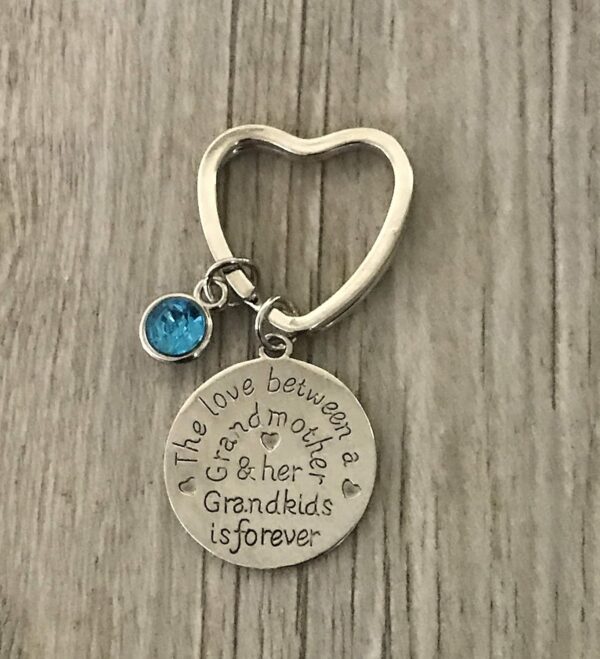 The love between a
Grandmother
& her
Grandkids
is forever